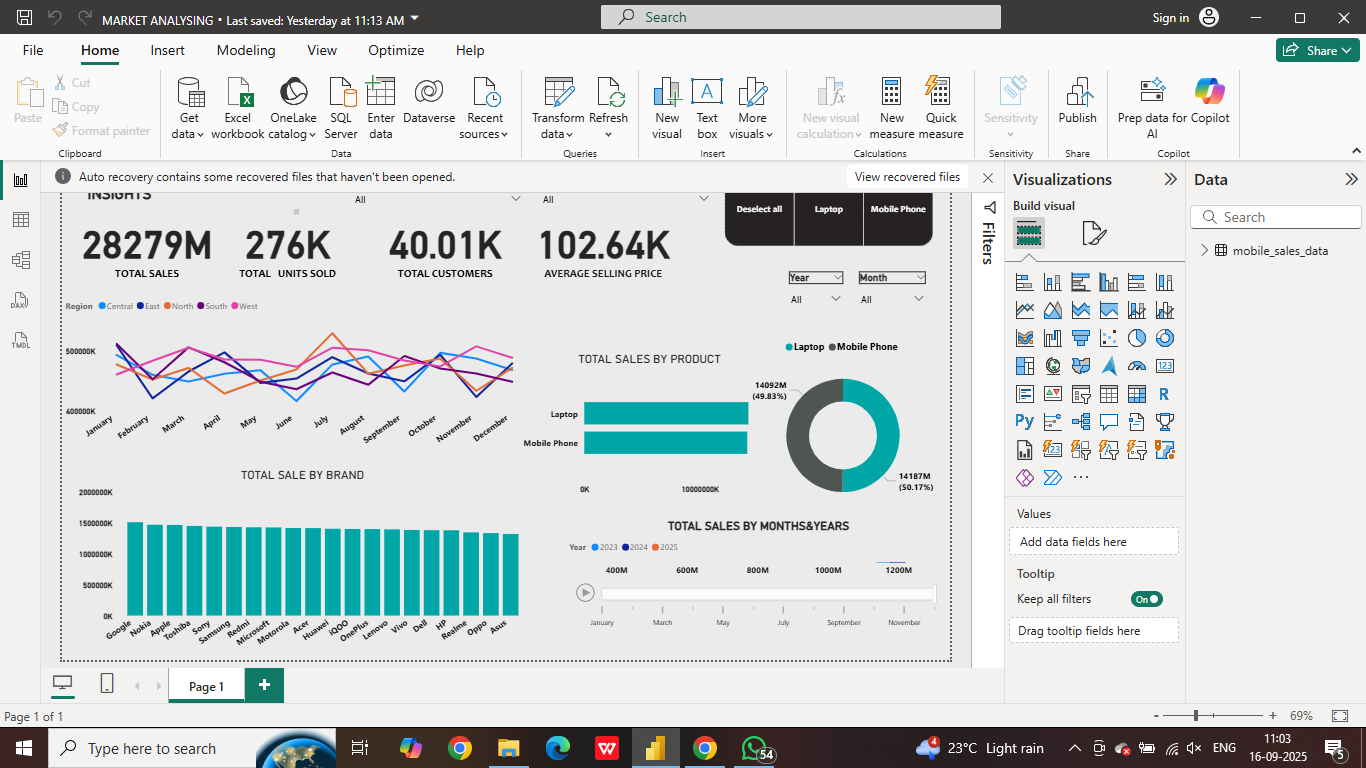 MARKET ANALYSING • Last saved: Yesterday at 11:13 AM
Search
Sign in
File Home Insert Modeling View Optimize Help
Share
Paste
Cut
Copy
Format painter
Clipboard
Get data
Excel workbook
OneLake catalog
SQL Server
Enter data
Dataverse
Recent sources
Data
Transform data
Refresh
Queries
New visual
Text box
More visuals
Insert
New visual calculation
New measure
Quick measure
Calculations
Sensitivity
Sensitivity
Publish
Share
Prep data for AI
Copilot
Copilot
Auto recovery contains some recovered files that haven't been opened.
View recovered files
INSIGHTS
All
All
Deselect all
Laptop
Mobile Phone
28279M
TOTAL SALES
276K
TOTAL UNITS SOLD
40.01K
TOTAL CUSTOMERS
102.64K
AVERAGE SELLING PRICE
Year
Month
All
All
Region Central East North South West
500000K
400000K
January February March April May June July August September October November December
TOTAL SALES BY PRODUCT
Laptop
Mobile Phone
0K
10000000K
Laptop Mobile Phone
14092M
(49.83%)
14187M
(50.17%)
TOTAL SALE BY BRAND
2000000K
1500000K
1000000K
500000K
0K
Google Nokia Apple Toshiba Sony Samsung Redmi Microsoft Motorola Acer Huawei iQOO OnePlus Lenovo Vivo Dell HP Realme Oppo Asus
TOTAL SALES BY MONTHS&YEARS
Year 2023 2024 2025
400M 600M 800M 1000M 1200M
January March May July September November
Filters
Visualizations
Build visual
123
R
Py
123
Values
Add data fields here
Tooltip
Keep all filters
On
Drag tooltip fields here
Data
Search
mobile_sales_data
DAX
TMDL
Page 1
Page 1 of 1
69%
Type here to search
54
23°C Light rain
ENG
11:03
16-09-2025
5